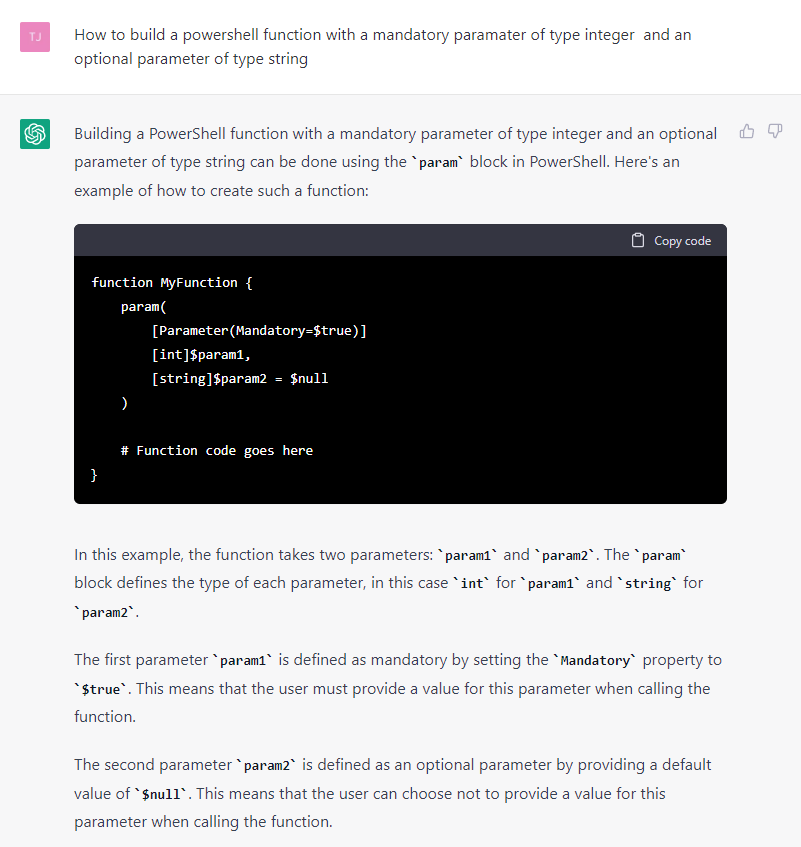 TJ
How to build a powershell function with a mandatory paramater of type integer  and an
optional parameter of type string
Building a PowerShell function with a mandatory parameter of type integer and an optional
parameter of type string can be done using the `param` block in PowerShell. Here's an
example of how to create such a function:
Copy code
function MyFunction {
    param(
        [Parameter(Mandatory=$true)]
        [int]$param1,
        [string]$param2 = $null
    )
    # Function code goes here
}
In this example, the function takes two parameters: `param1` and `param2`. The `param`
block defines the type of each parameter, in this case `int` for `param1` and `string` for
`param2`.
The first parameter `param1` is defined as mandatory by setting the `Mandatory` property to
`$true`. This means that the user must provide a value for this parameter when calling the
function.
The second parameter `param2` is defined as an optional parameter by providing a default
value of `$null`. This means that the user can choose not to provide a value for this
parameter when calling the function.